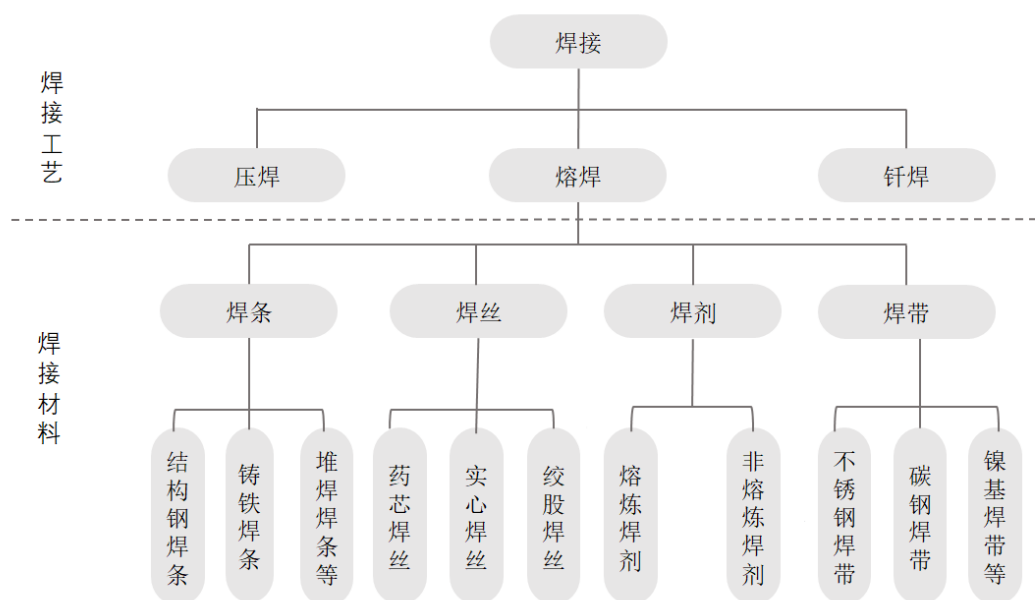 焊接
焊接工艺
压焊
熔焊
钎焊
焊条
焊丝
焊剂
焊带
焊接材料
结构钢焊条
铸铁焊条
堆焊焊条等
药芯焊丝
实心焊丝
绞股焊丝
熔炼焊剂
非熔炼焊剂
不锈钢焊带
碳钢焊带
镍基焊带等